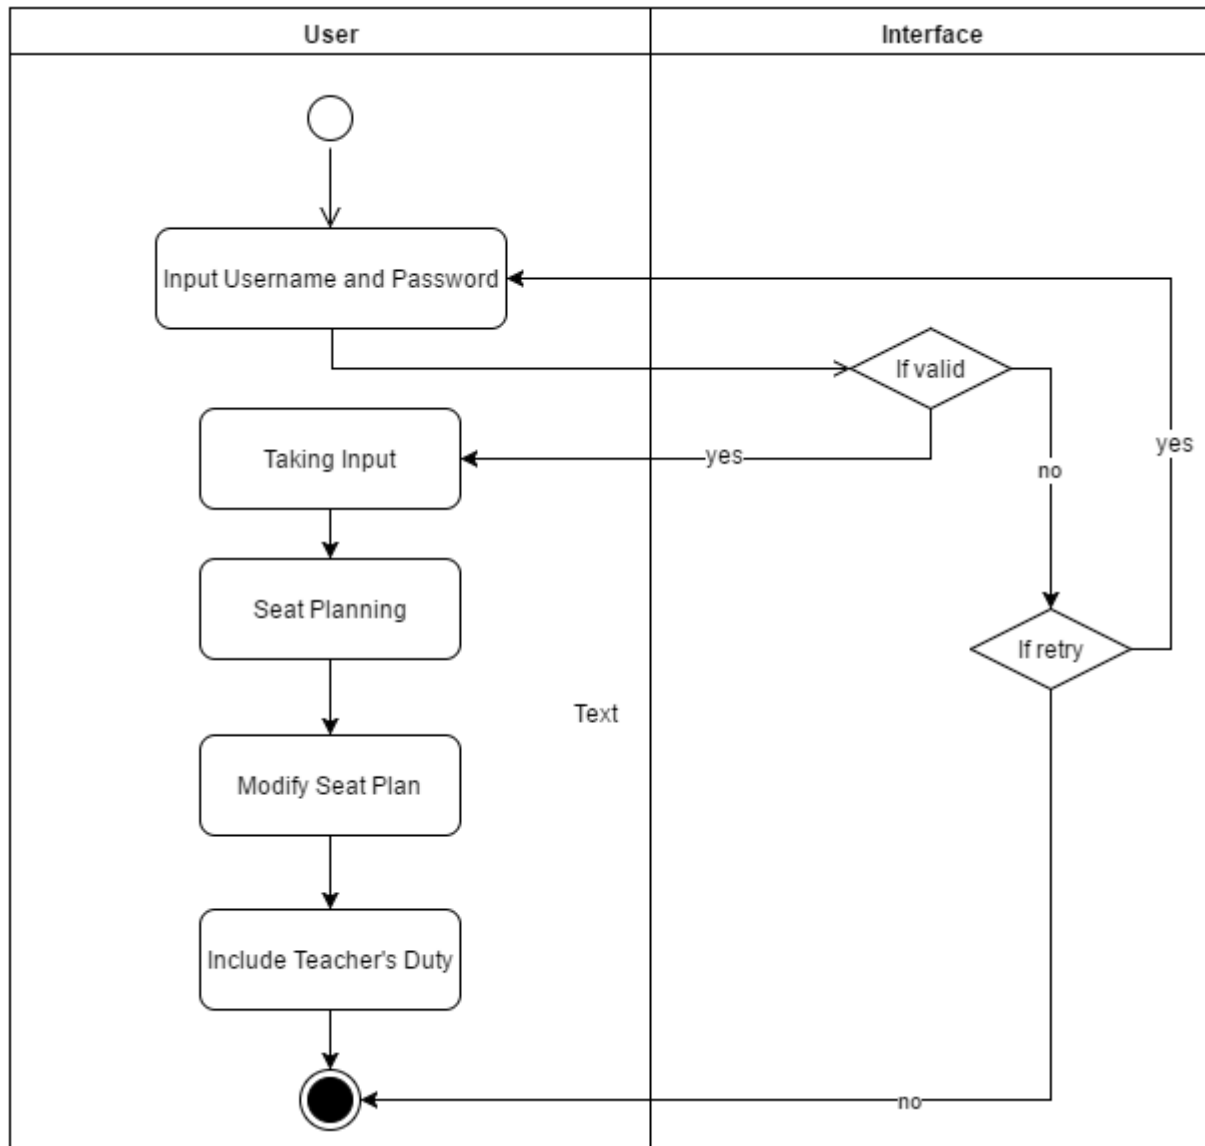 User
Interface
Input Username and Password
If valid
Taking Input
yes
yes
no
Seat Planning
If retry
Text
Modify Seat Plan
Include Teacher's Duty
no